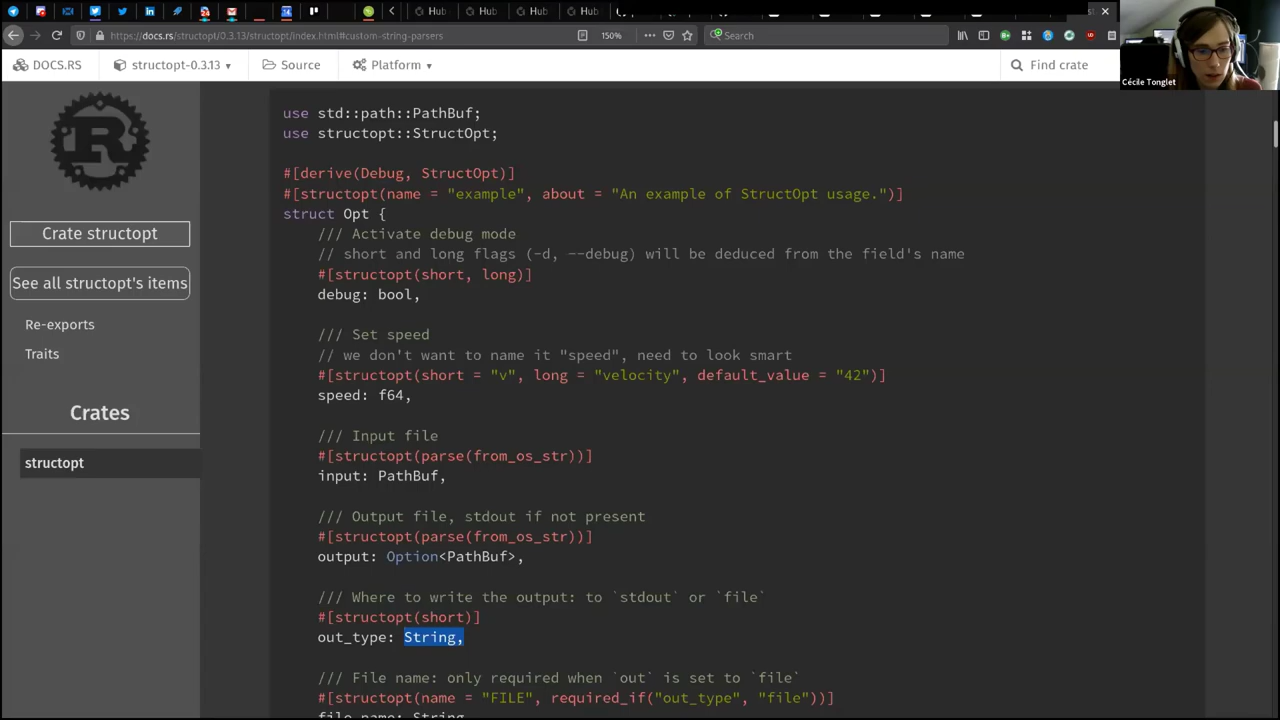 24
Hub
Hub
Hub
Hub
https://docs.rs/structopt/0.3.13/structopt/index.html#custom-string-parsers
150%
Search
Cécile Tonglet
DOCS.RS
structopt-0.3.13
Source
Platform
Find crate
use std::path::PathBuf;
use structopt::StructOpt;
#[derive(Debug, StructOpt)]
#[structopt(name = "example", about = "An example of StructOpt usage.")]
struct Opt {
/// Activate debug mode
// short and long flags (-d, --debug) will be deduced from the field's name
#[structopt(short, long)]
debug: bool,
/// Set speed
// we don't want to name it "speed", need to look smart
#[structopt(short = "v", long = "velocity", default_value = "42")]
speed: f64,
/// Input file
#[structopt(parse(from_os_str))]
input: PathBuf,
/// Output file, stdout if not present
#[structopt(parse(from_os_str))]
output: Option<PathBuf>,
/// Where to write the output: to `stdout` or `file`
#[structopt(short)]
out_type: String,
/// File name: only required when `out` is set to `file`
#[structopt(name = "FILE", required_if("out_type", "file"))]
file_name: String
Crate structopt
See all structopt's items
Re-exports
Traits
Crates
structopt